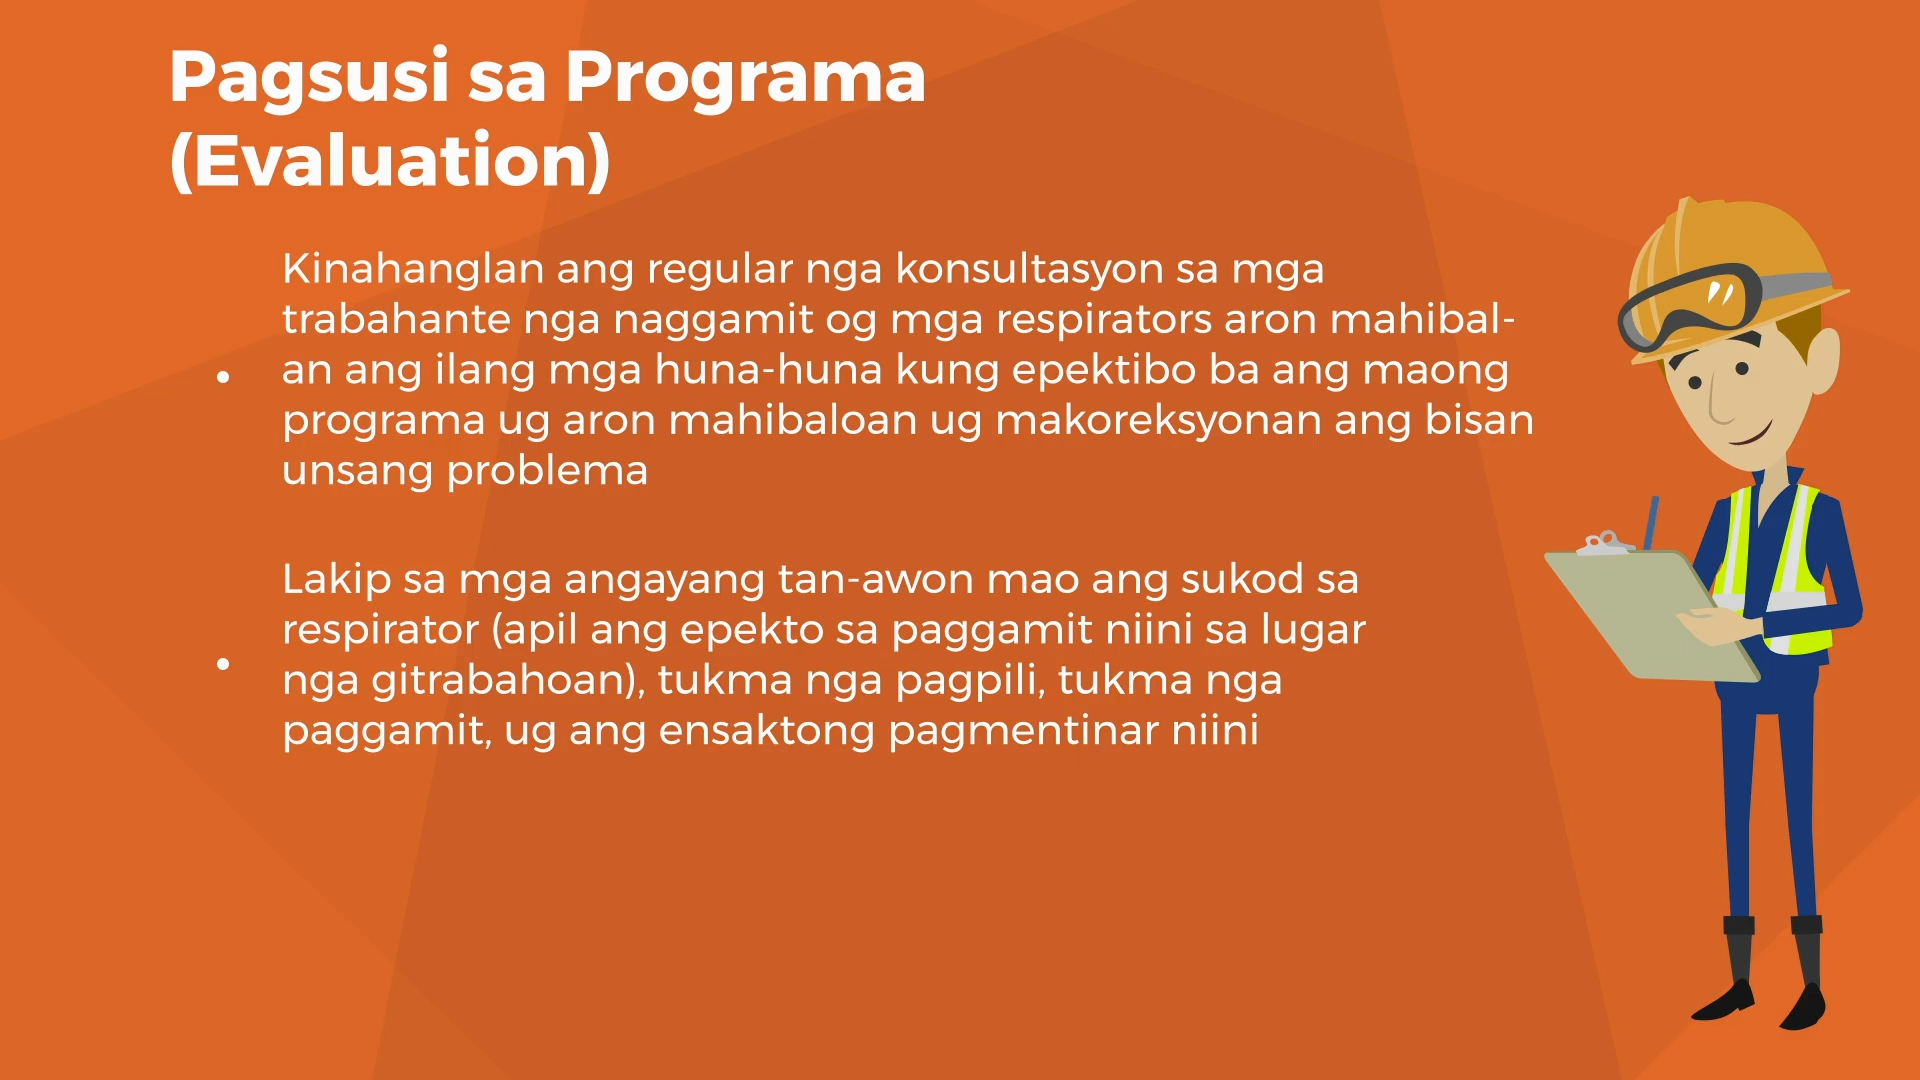 Pagsusi sa Programa
(Evaluation)
Kinahanglan ang regular nga konsultasyon sa mga
trabahante nga naggamit og mga respirators aron mahibal-
an ang ilang mga huna-huna kung epektibo ba ang maong
programa ug aron mahibaloan ug makoreksyonan ang bisan
unsang problema
Lakip sa mga angayang tan-awon mao ang sukod sa
respirator (apil ang epekto sa paggamit niini sa lugar
nga gitrabahoan), tukma nga pagpili, tukma nga
paggamit, ug ang ensaktong pagmentinar niini